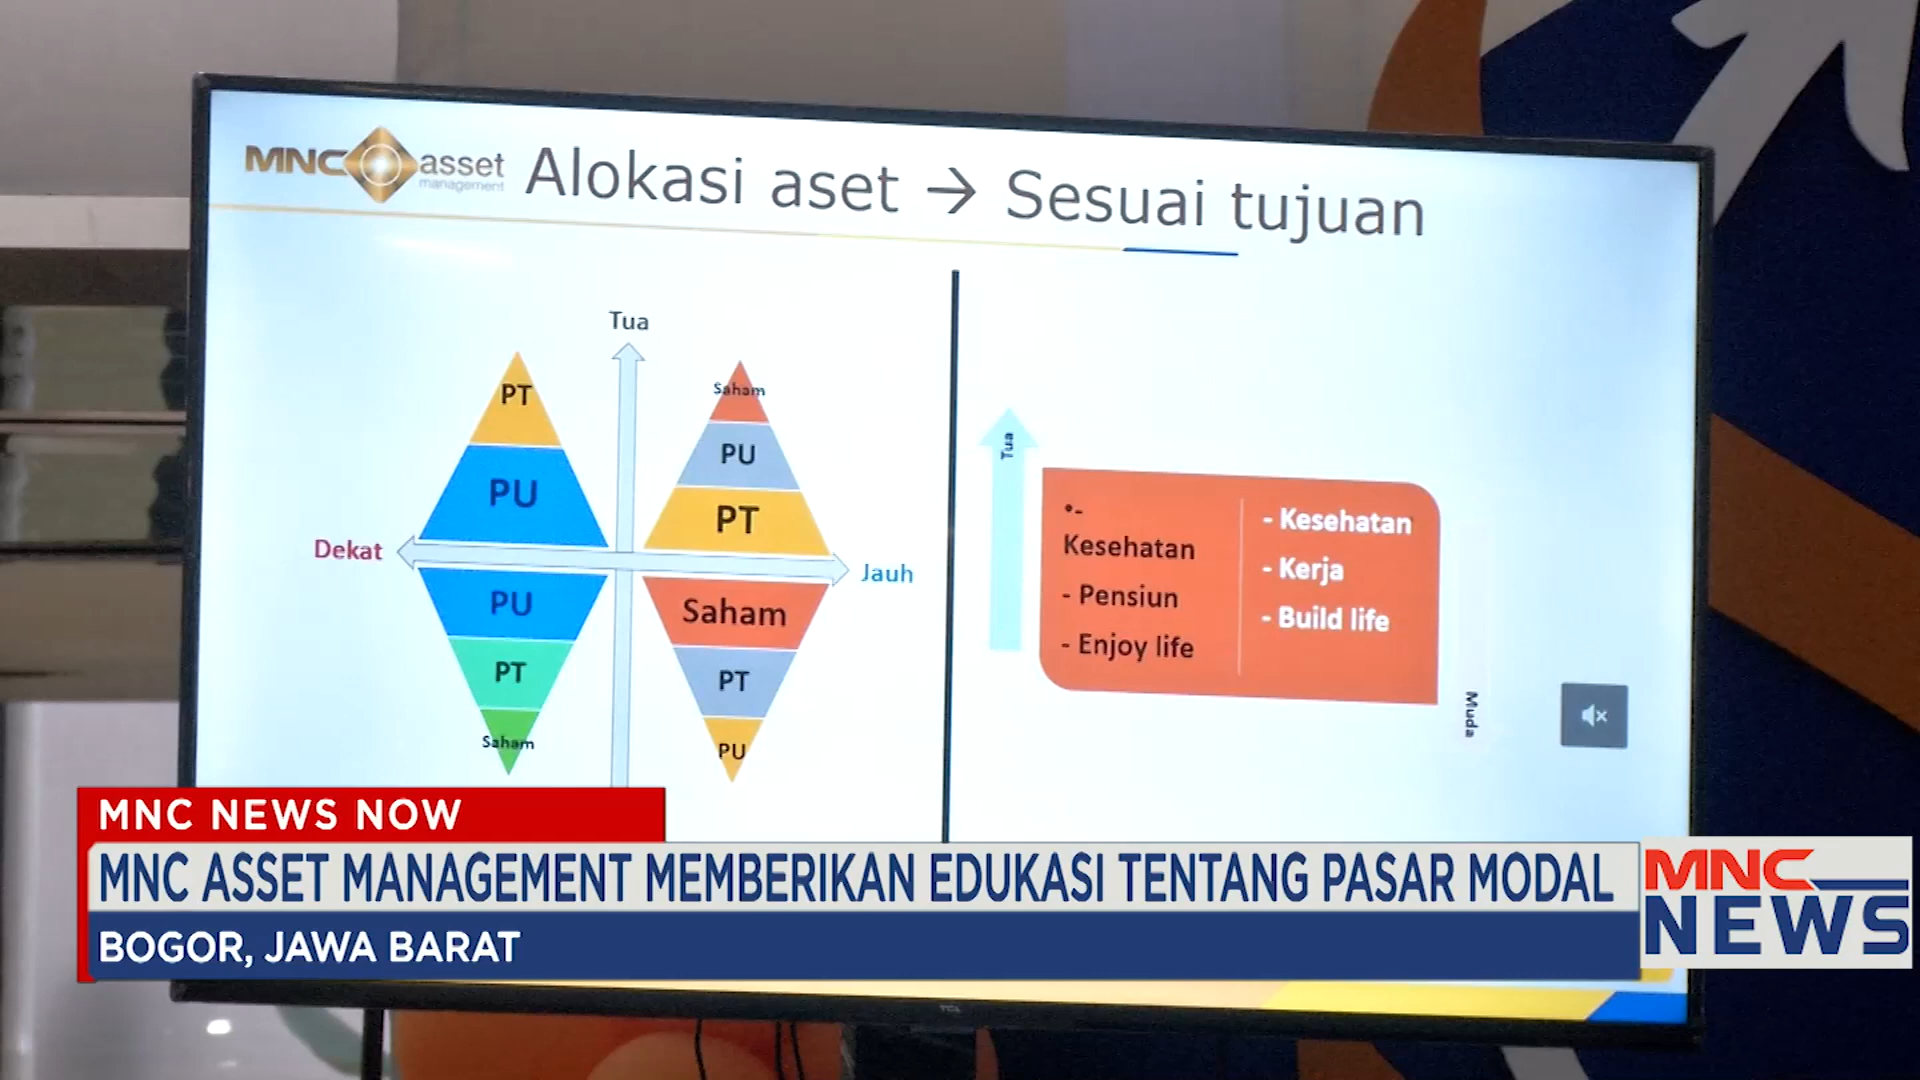 MNC asset
management
Alokasi aset → Sesuai tujuan
Tua
PT
PU
Saham
PU
PT
Dekat
Jauh
PU
PT
Saham
Saham
PT
PU
Tua
•-
Kesehatan
- Pensiun
- Enjoy life
- Kesehatan
- Kerja
- Build life
Muda
MNC NEWS NOW
MNC ASSET MANAGEMENT MEMBERIKAN EDUKASI TENTANG PASAR MODAL
BOGOR, JAWA BARAT
MNC
NEWS
TCL